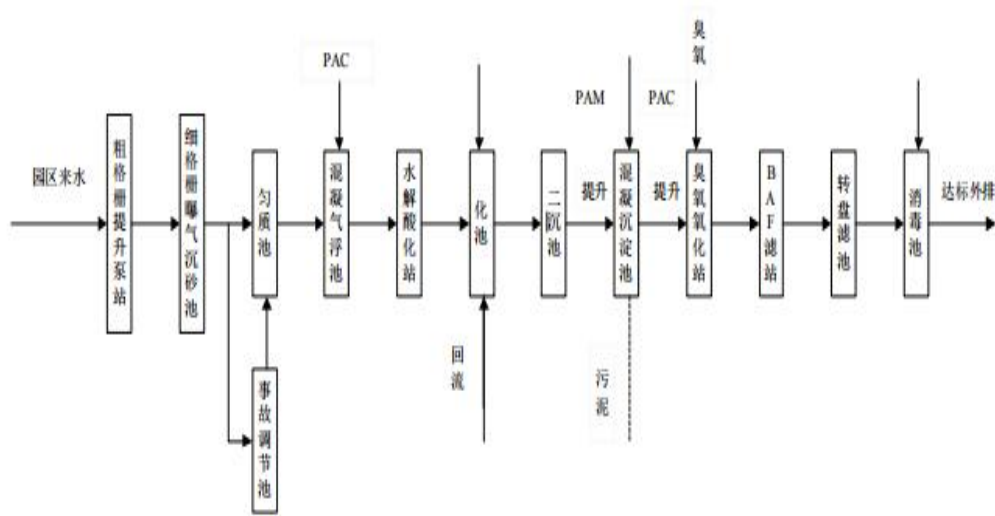 臭氧
PAC
PAM
PAC
园区来水
粗格栅提升泵站
细格栅曝气沉砂池
匀质池
混凝气浮池
水解酸化站
化池
二沉池
提升
混凝沉淀池
提升
臭氧氧化站
BAF滤站
转盘滤池
消毒池
达标外排
回流
污泥
事故调节池